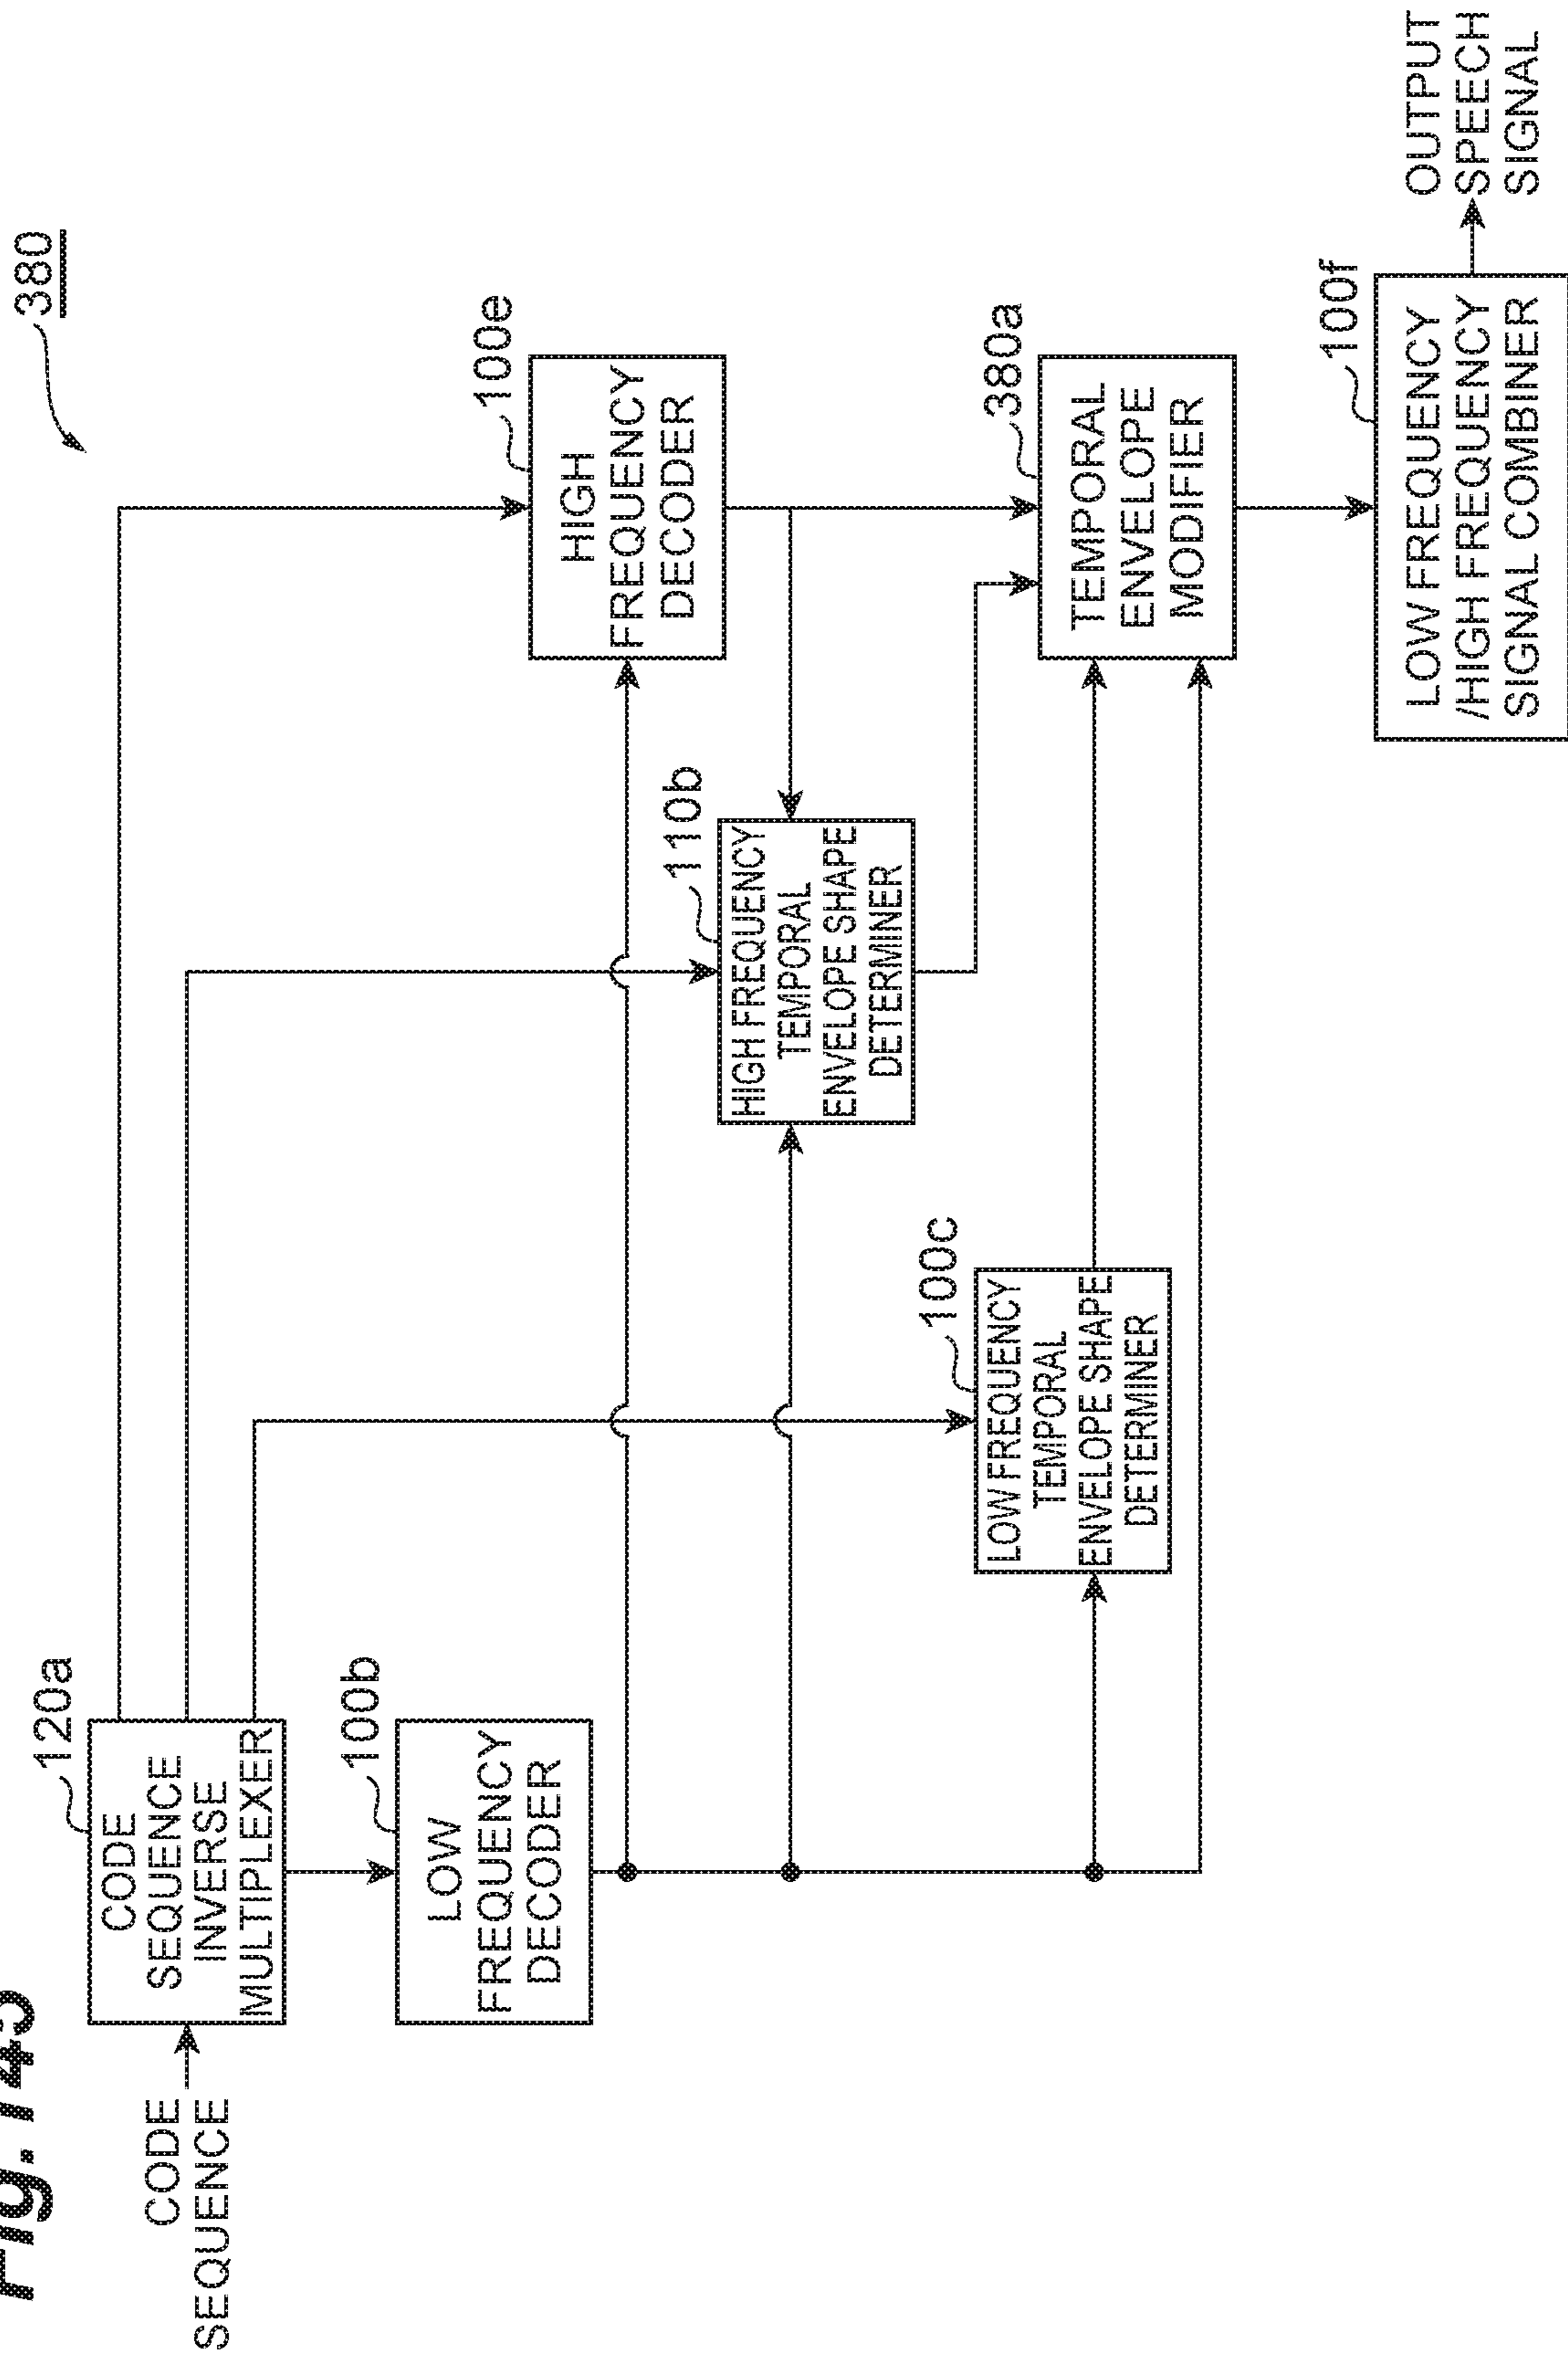 Fig.143
380
CODE
SEQUENCE
120a
CODE
SEQUENCE
INVERSE
MULTIPLEXER
100b
LOW
FREQUENCY
DECODER
100e
HIGH
FREQUENCY
DECODER
110b
HIGH FREQUENCY
TEMPORAL
ENVELOPE SHAPE
DETERMINER
100c
LOW FREQUENCY
TEMPORAL
ENVELOPE SHAPE
DETERMINER
380a
TEMPORAL
ENVELOPE
MODIFIER
100f
LOW FREQUENCY
/HIGH FREQUENCY
SIGNAL COMBINER
OUTPUT
SPEECH
SIGNAL